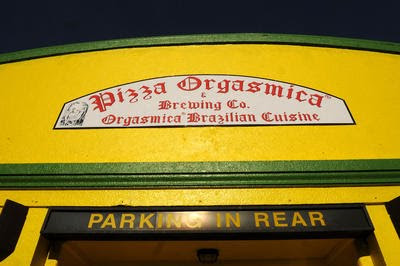 Pizza Orgasmica®
&
Brewing Co.
Orgasmica® Brazilian Cuisine
PARKING IN REAR